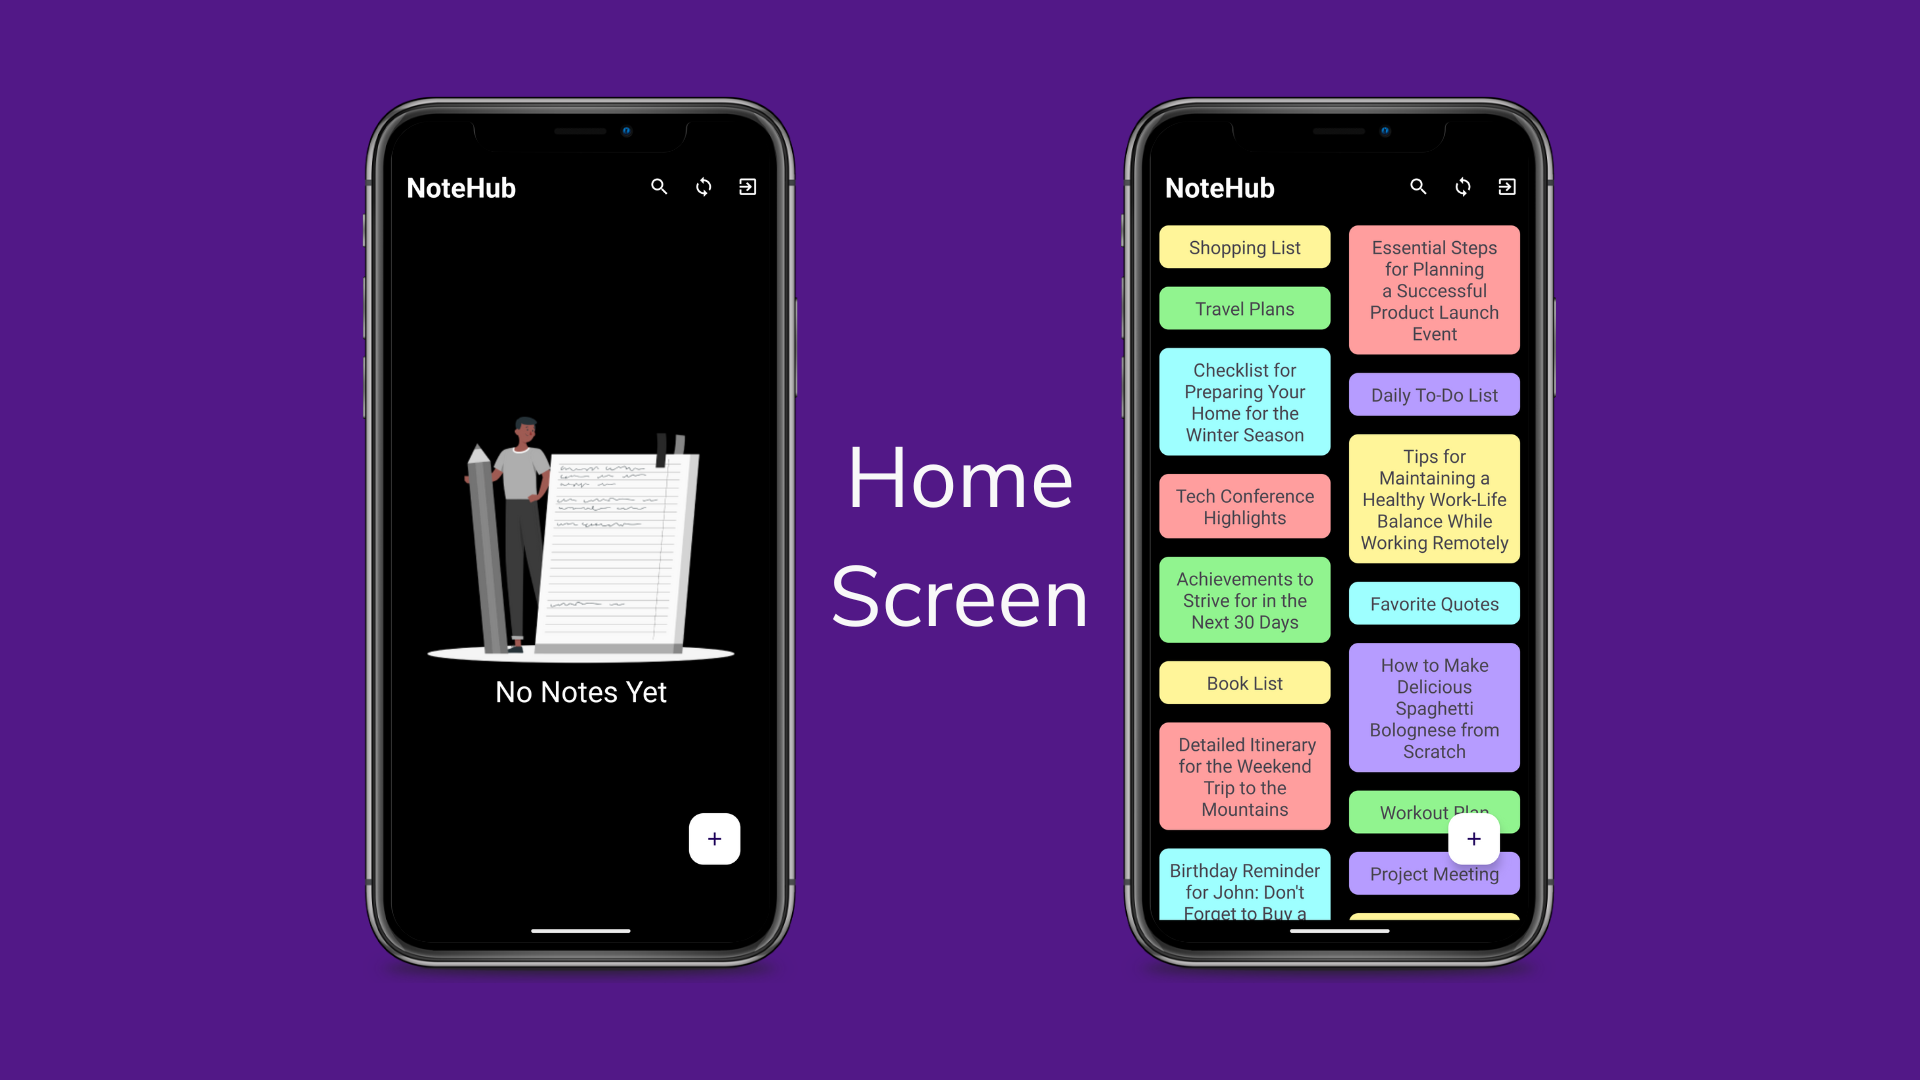 NoteHub
No Notes Yet
+
Home
Screen
NoteHub
Shopping List
Travel Plans
Checklist for
Preparing Your
Home for the
Winter Season
Tech Conference
Highlights
Achievements to
Strive for in the
Next 30 Days
Book List
Detailed Itinerary
for the Weekend
Trip to the
Mountains
Birthday Reminder
for John: Don't
Forget to Buy a
Essential Steps
for Planning
a Successful
Product Launch
Event
Daily To-Do List
Tips for
Maintaining a
Healthy Work-Life
Balance While
Working Remotely
Favorite Quotes
How to Make
Delicious
Spaghetti
Bolognese from
Scratch
Workout Plan
+
Project Meeting